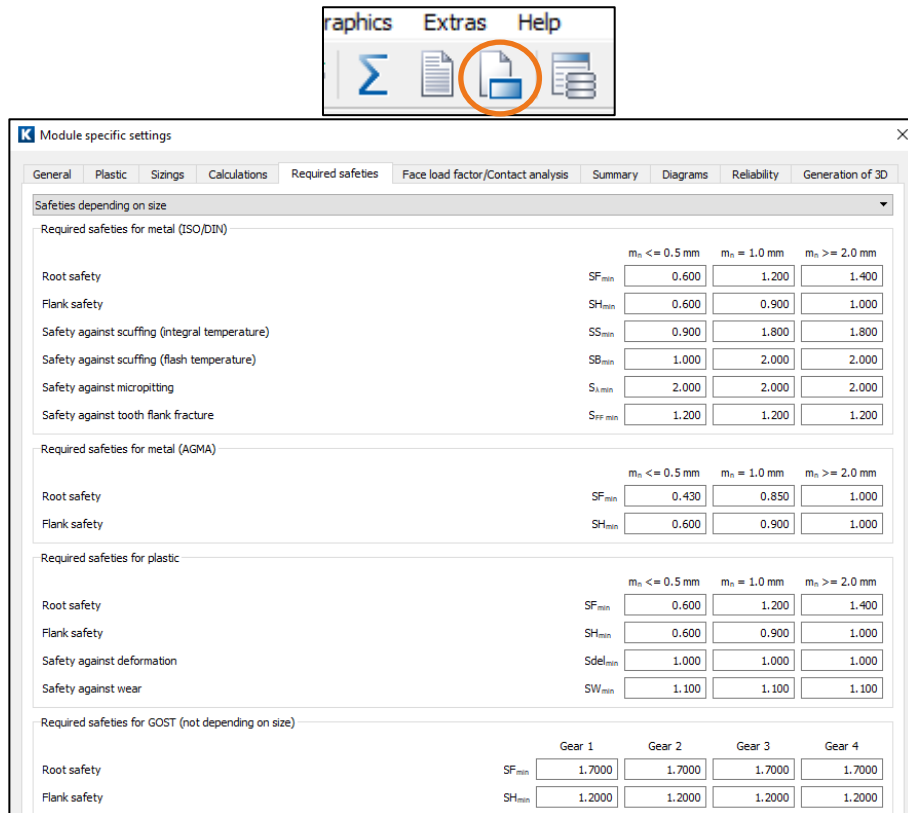 raphics Extras Help
Σ
K Module specific settings
General Plastic Sizings Calculations Required safeties Face load factor/Contact analysis Summary Diagrams Reliability Generation of 3D
Safeties depending on size
Required safeties for metal (ISO/DIN)
mn <= 0.5 mm mn = 1.0 mm mn >= 2.0 mm
Root safety SFmin 0.600 1.200 1.400
Flank safety SHmin 0.600 0.900 1.000
Safety against scuffing (integral temperature) SSmin 0.900 1.800 1.800
Safety against scuffing (flash temperature) SBmin 1.000 2.000 2.000
Safety against micropitting Sλmin 2.000 2.000 2.000
Safety against tooth flank fracture SFF min 1.200 1.200 1.200
Required safeties for metal (AGMA)
mn <= 0.5 mm mn = 1.0 mm mn >= 2.0 mm
Root safety SFmin 0.430 0.850 1.000
Flank safety SHmin 0.600 0.900 1.000
Required safeties for plastic
mn <= 0.5 mm mn = 1.0 mm mn >= 2.0 mm
Root safety SFmin 0.600 1.200 1.400
Flank safety SHmin 0.600 0.900 1.000
Safety against deformation Sdelmin 1.000 1.000 1.000
Safety against wear SWmin 1.100 1.100 1.100
Required safeties for GOST (not depending on size)
Gear 1 Gear 2 Gear 3 Gear 4
Root safety SFmin 1.7000 1.7000 1.7000 1.7000
Flank safety SHmin 1.2000 1.2000 1.2000 1.2000